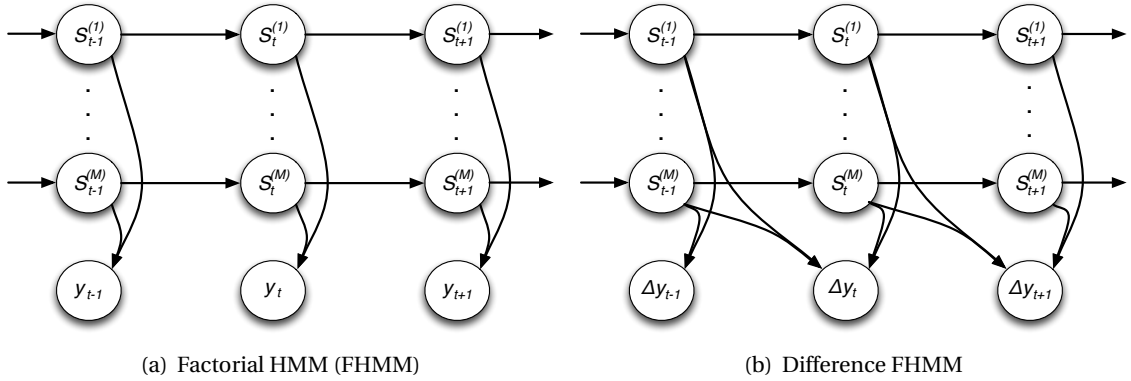 S_{t-1}^{(1)} S_t^{(1)} S_{t+1}^{(1)} S_{t-1}^{(1)} S_t^{(1)} S_{t+1}^{(1)}
S_{t-1}^{(M)} S_t^{(M)} S_{t+1}^{(M)} S_{t-1}^{(M)} S_t^{(M)} S_{t+1}^{(M)}
y_{t-1} y_t y_{t+1} Δy_{t-1} Δy_t Δy_{t+1}
(a) Factorial HMM (FHMM) (b) Difference FHMM